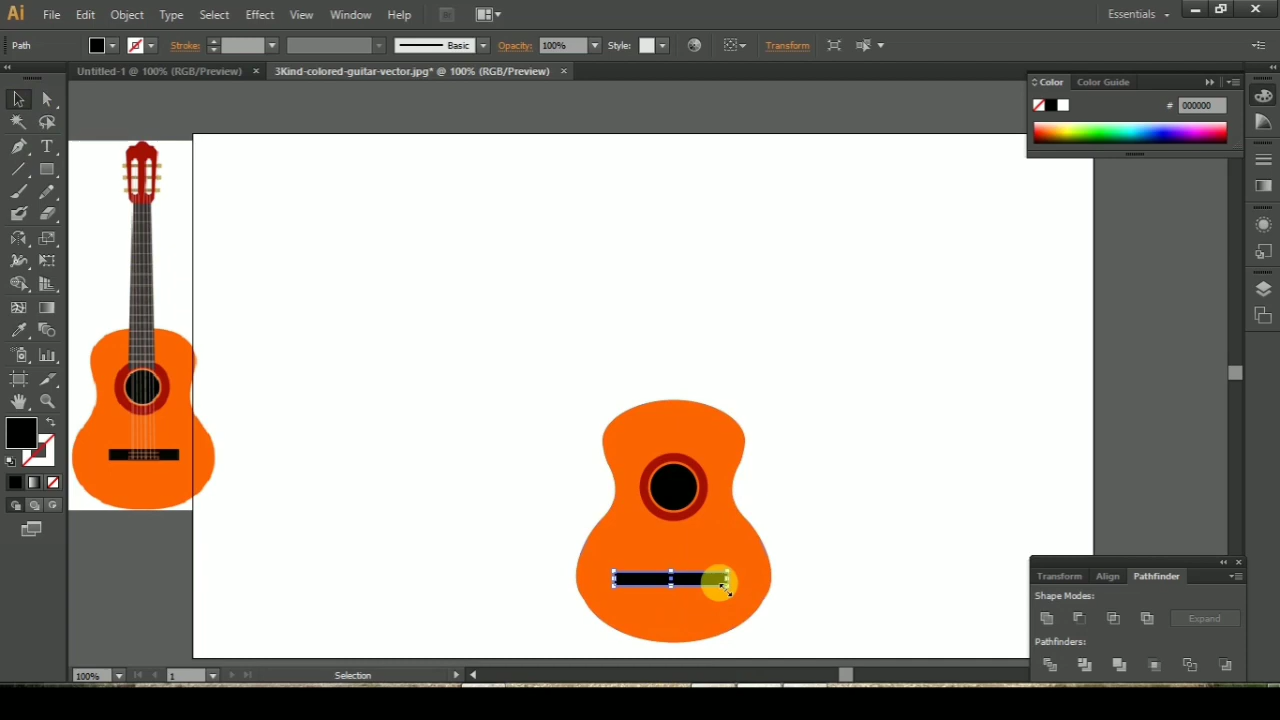 Ai File Edit Object Type Select Effect View Window Help Essentials
Path Stroke: Basic Opacity: 100% Style: Transform
Untitled-1 @ 100% (RGB/Preview) × 3Kind-colored-guitar-vector.jpg* @ 100% (RGB/Preview) ×
Color Color Guide
# 000000
T
Transform Align Pathfinder
Shape Modes:
Expand
Pathfinders:
100% 1 Selection